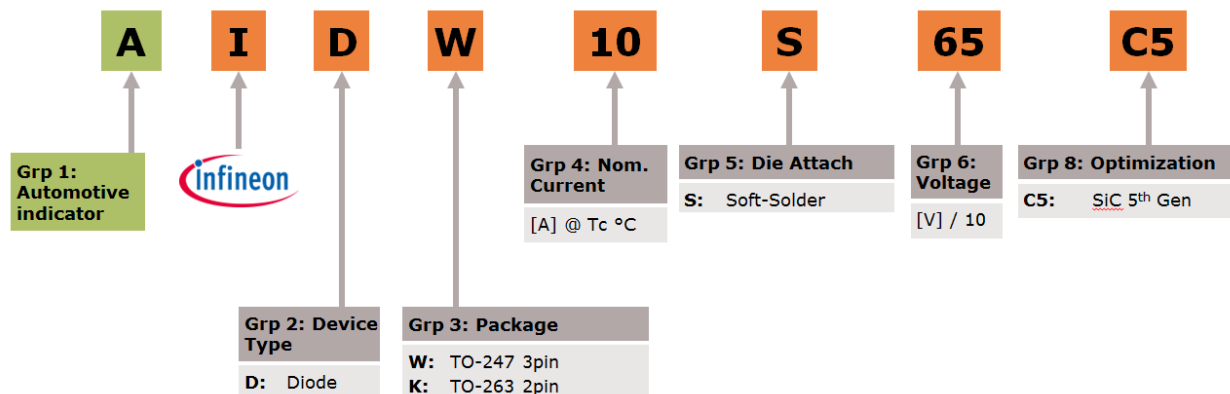 A I D W 10 S 65 C5
Grp 1:
Automotive
indicator
infineon
Grp 4: Nom.
Current
[A] @ Tc °C
Grp 5: Die Attach
S: Soft-Solder
Grp 6:
Voltage
[V] / 10
Grp 8: Optimization
C5: SiC 5th Gen
Grp 2: Device
Type
D: Diode
Grp 3: Package
W: TO-247 3pin
K: TO-263 2pin